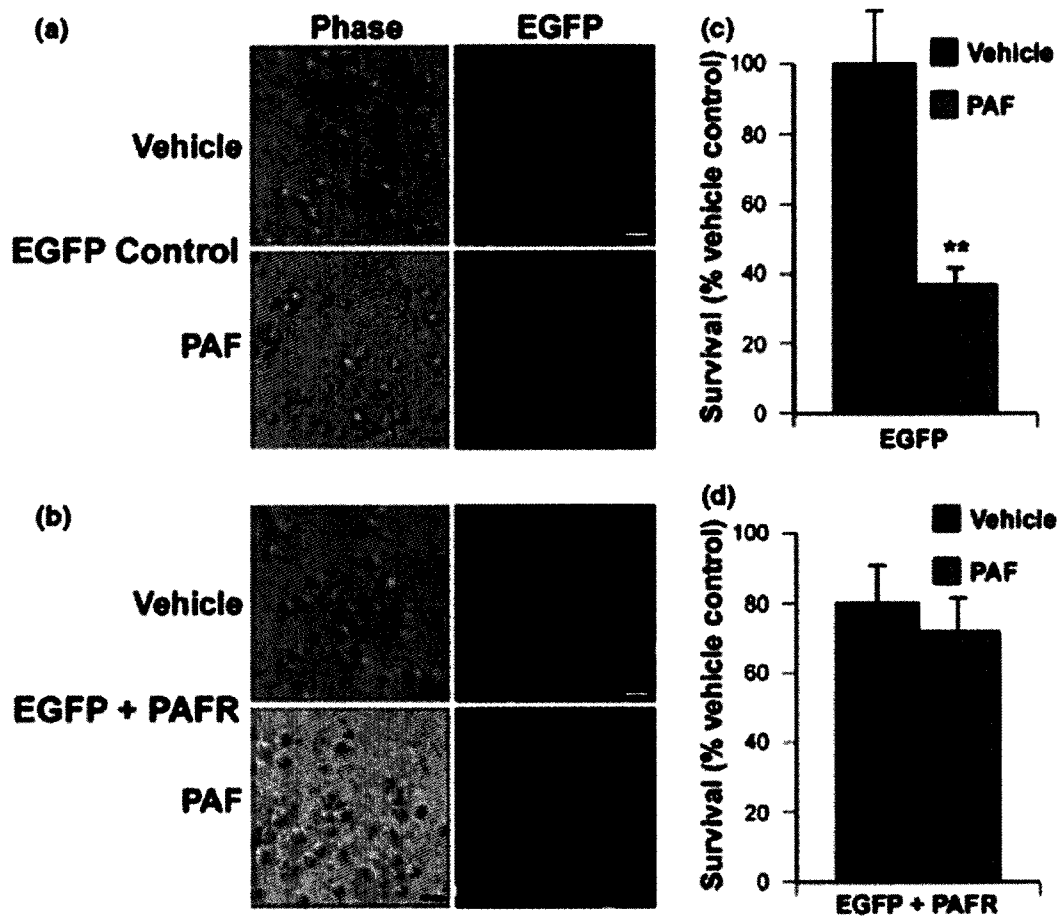 (a)
Phase
EGFP
Vehicle
EGFP Control
PAF
(b)
Vehicle
EGFP + PAFR
PAF
(c)
Vehicle
PAF
Survival (% vehicle control)
100
80
60
40
20
0
**
EGFP
(d)
Vehicle
PAF
Survival (% vehicle control)
100
80
60
40
20
0
EGFP + PAFR